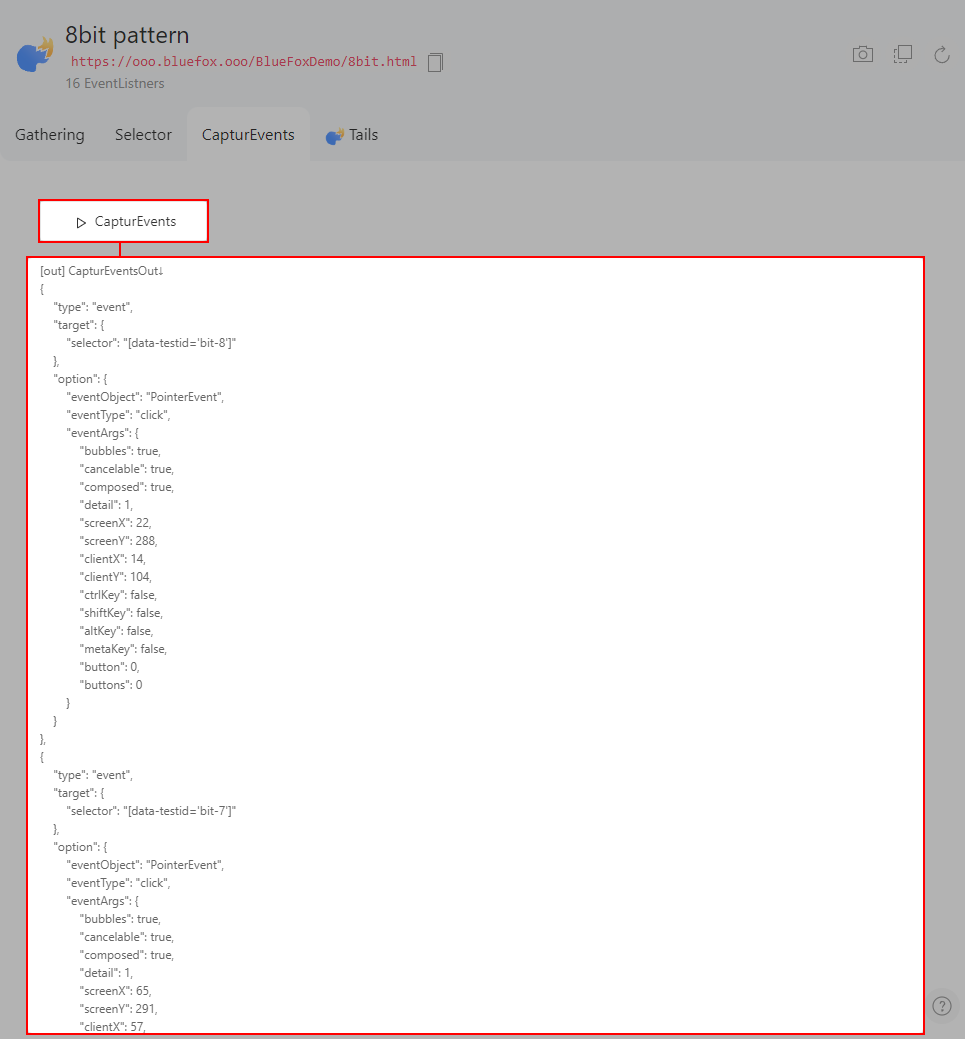 8bit pattern
https://ooo.bluefox.ooo/BlueFoxDemo/8bit.html
16 EventListners
Gathering Selector CapturEvents Tails
CapturEvents
[out] CapturEventsOut↓
{
"type": "event",
"target": {
"selector": "[data-testid='bit-8']"
},
"option": {
"eventObject": "PointerEvent",
"eventType": "click",
"eventArgs": {
"bubbles": true,
"cancelable": true,
"composed": true,
"detail": 1,
"screenX": 22,
"screenY": 288,
"clientX": 14,
"clientY": 104,
"ctrlKey": false,
"shiftKey": false,
"altKey": false,
"metaKey": false,
"button": 0,
"buttons": 0
}
}
},
{
"type": "event",
"target": {
"selector": "[data-testid='bit-7']"
},
"option": {
"eventObject": "PointerEvent",
"eventType": "click",
"eventArgs": {
"bubbles": true,
"cancelable": true,
"composed": true,
"detail": 1,
"screenX": 65,
"screenY": 291,
"clientX": 57,
?